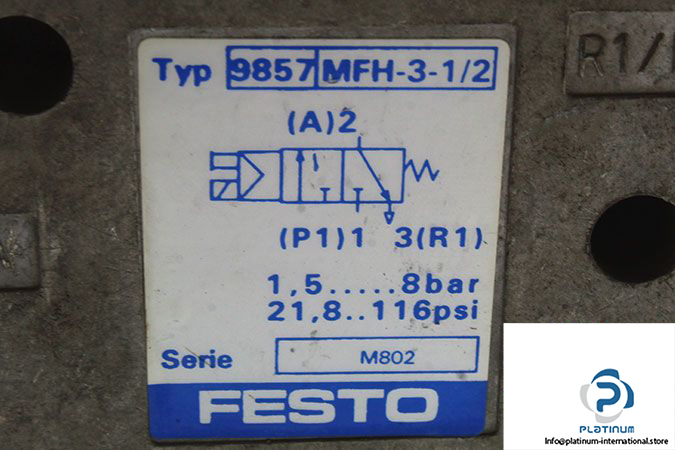 Typ 9857 MFH-3-1/2
(A)2
(P1)1 3(R1)
1,5.....8bar
21,8..116psi
Serie M802
FESTO
R1/
P
PLATINUM
info@platinum-international.store